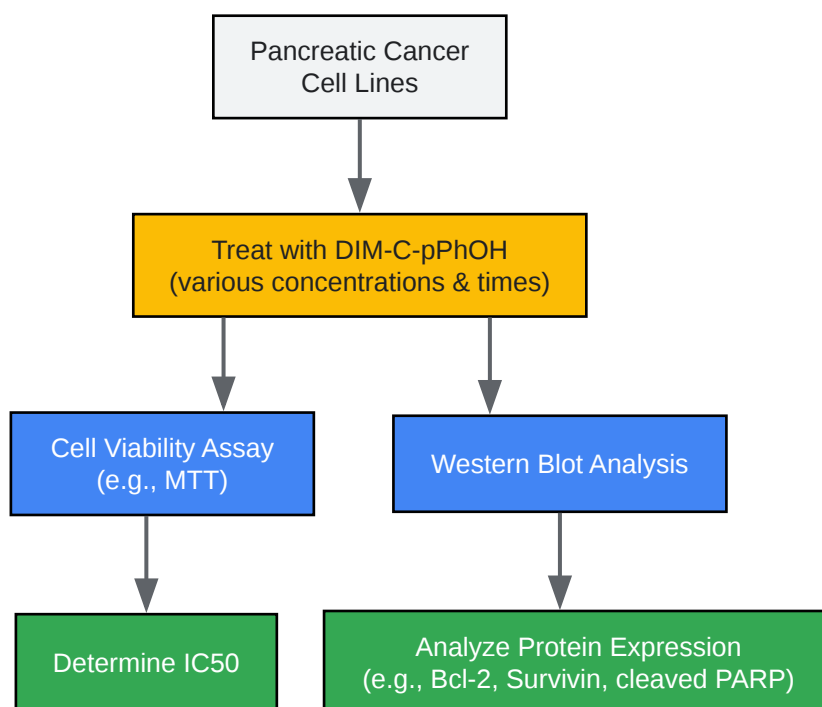 Pancreatic Cancer
Cell Lines
Treat with DIM-C-pPhOH
(various concentrations & times)
Cell Viability Assay
(e.g., MTT)
Western Blot Analysis
Determine IC50
Analyze Protein Expression
(e.g., Bcl-2, Survivin, cleaved PARP)